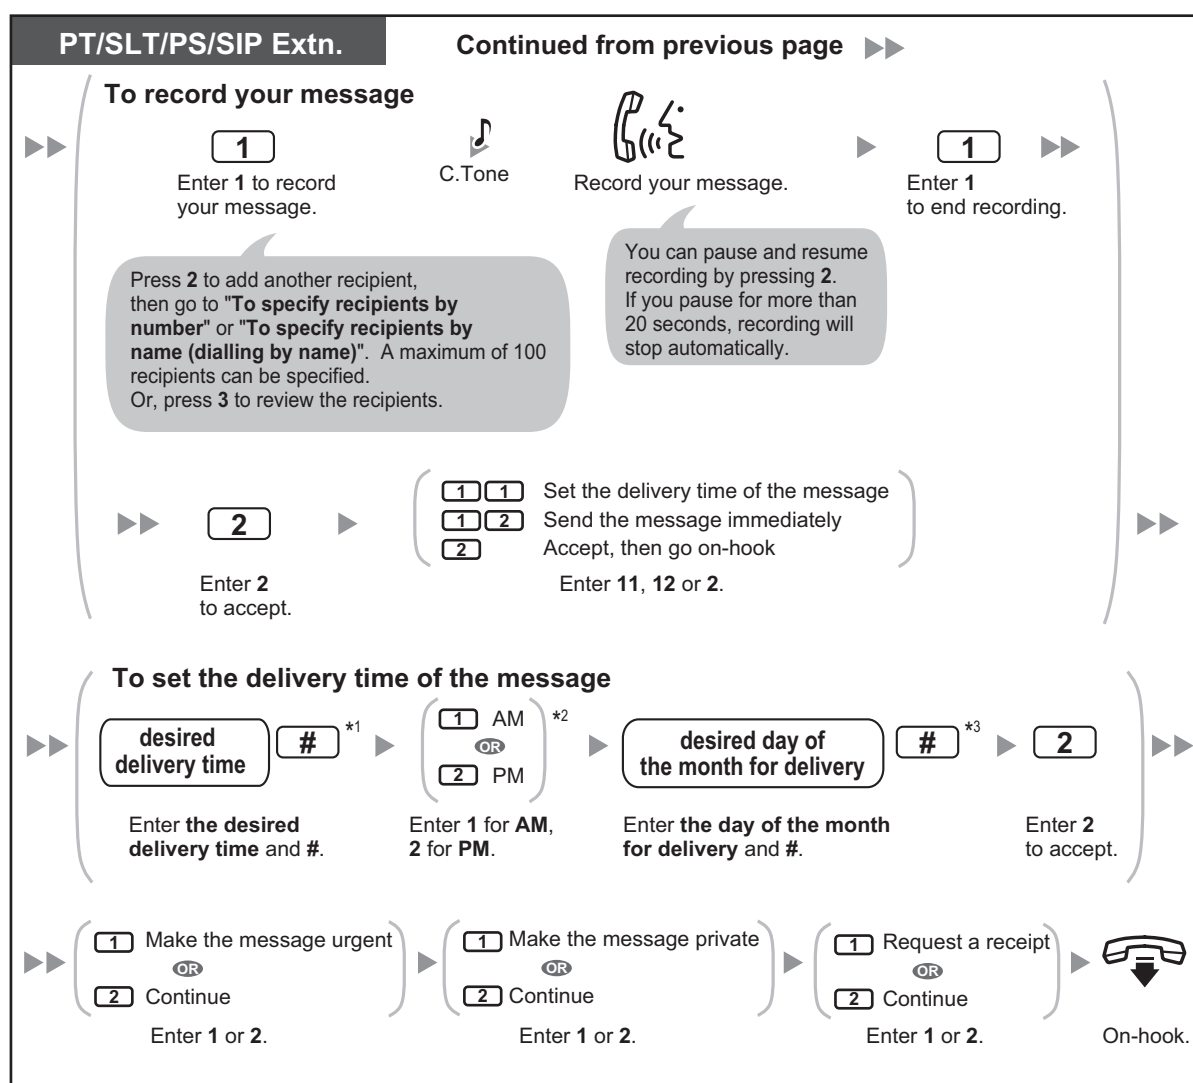 PT/SLT/PS/SIP Extn.
Continued from previous page
To record your message
1
Enter 1 to record
your message.
C.Tone
Record your message.
1
Enter 1
to end recording.
Press 2 to add another recipient,
then go to "To specify recipients by
number" or "To specify recipients by
name (dialling by name)". A maximum of 100
recipients can be specified.
Or, press 3 to review the recipients.
You can pause and resume
recording by pressing 2.
If you pause for more than
20 seconds, recording will
stop automatically.
2
Enter 2
to accept.
1 1 Set the delivery time of the message
1 2 Send the message immediately
2 Accept, then go on-hook
Enter 11, 12 or 2.
To set the delivery time of the message
desired
delivery time
# *1
Enter the desired
delivery time and #.
1 AM *2
OR
2 PM
Enter 1 for AM,
2 for PM.
desired day of
the month for delivery
# *3
Enter the day of the month
for delivery and #.
2
Enter 2
to accept.
1 Make the message urgent
OR
2 Continue
Enter 1 or 2.
1 Make the message private
OR
2 Continue
Enter 1 or 2.
1 Request a receipt
OR
2 Continue
Enter 1 or 2.
On-hook.